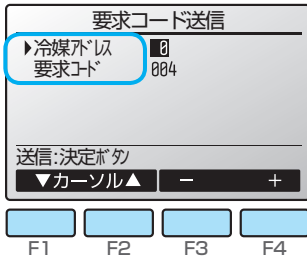 要求コード送信
▶冷媒ｱﾄﾞﾚｽ 0
要求ｺｰﾄﾞ 004
送信:決定ﾎﾞﾀﾝ
▼カーソル▲ － ＋
F1 F2 F3 F4